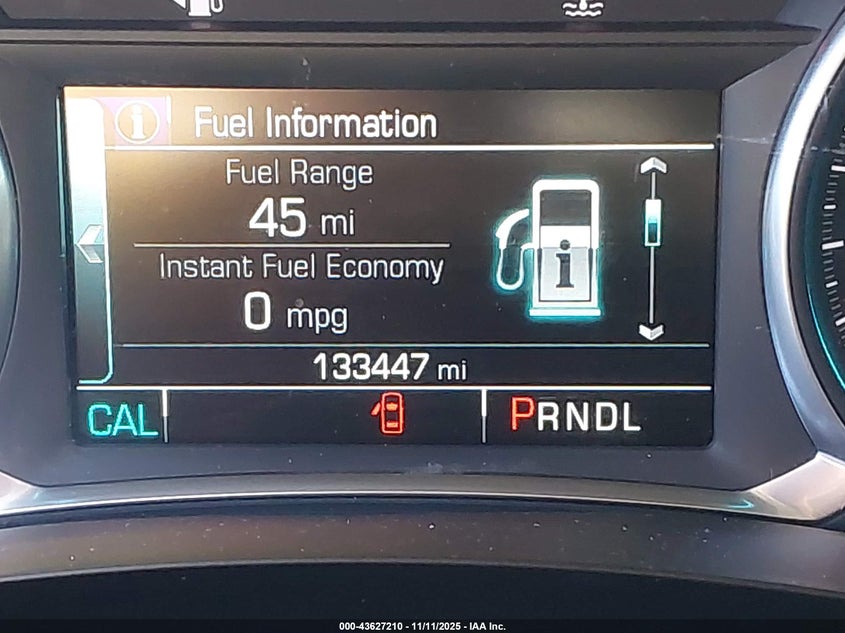 Fuel Information
Fuel Range
45 mi
Instant Fuel Economy
0 mpg
133447 mi
CAL PRNDL
000-43627210 - 11/11/2025 - IAA Inc.